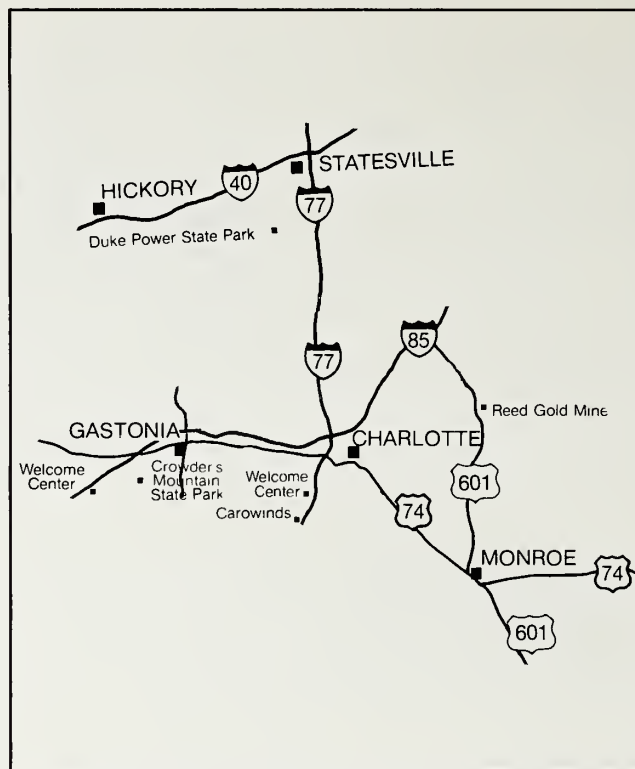 STATESVILLE
HICKORY
40
77
Duke Power State Park
77
85
Reed Gold Mine
GASTONIA
CHARLOTTE
Welcome
Center
Crowder s
Mountain
State Park
Welcome
Center
Carowinds
601
74
MONROE
74
601